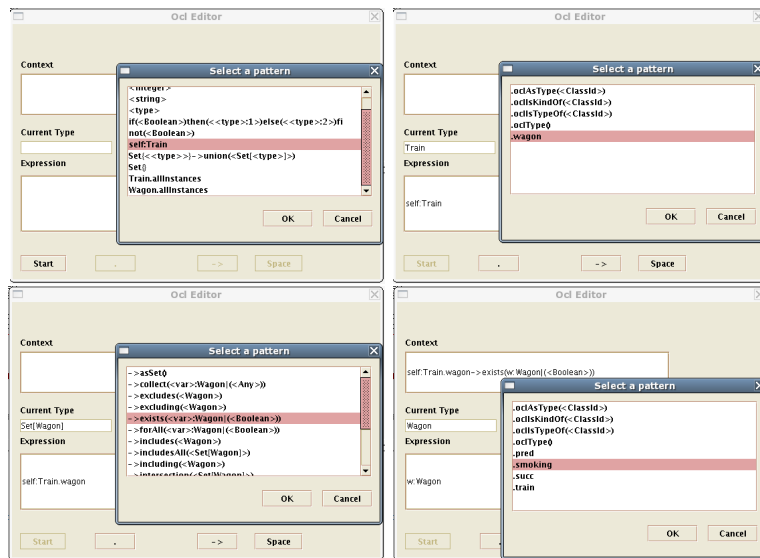 Ocl Editor
Context
Select a pattern
<integer>
<string>
<type>
if(<Boolean>)then(<<type>:1>)else(<<type>:2>)fi
not(<Boolean>)
self:Train
Set{<<type>>}->union(<Set[<type>]>)
Set{}
Train.allInstances
Wagon.allInstances
OK Cancel
Current Type
Expression
Start . -> Space
Ocl Editor
Context
Select a pattern
.oclAsType(<ClassId>)
.oclIsKindOf(<ClassId>)
.oclIsTypeOf(<ClassId>)
.oclType()
.wagon
OK Cancel
Current Type
Train
Expression
self:Train
Start . -> Space
Ocl Editor
Context
Select a pattern
->asSet()
->collect(<var>:Wagon|(<Any>))
->excludes(<Wagon>)
->excluding(<Wagon>)
->exists(<var>:Wagon|(<Boolean>))
->forAll(<var>:Wagon|(<Boolean>))
->includes(<Wagon>)
->includesAll(<Set[Wagon]>)
->including(<Wagon>)
->intersection(<Set[Wagon]>)
OK Cancel
Current Type
Set[Wagon]
Expression
self:Train.wagon
Start . -> Space
Ocl Editor
Context
self:Train.wagon->exists(w:Wagon|(<Boolean>))
Select a pattern
.oclAsType(<ClassId>)
.oclIsKindOf(<ClassId>)
.oclIsTypeOf(<ClassId>)
.oclType()
.pred
.smoking
.succ
.train
OK Cancel
Current Type
Wagon
Expression
w:Wagon
Start . -> Space